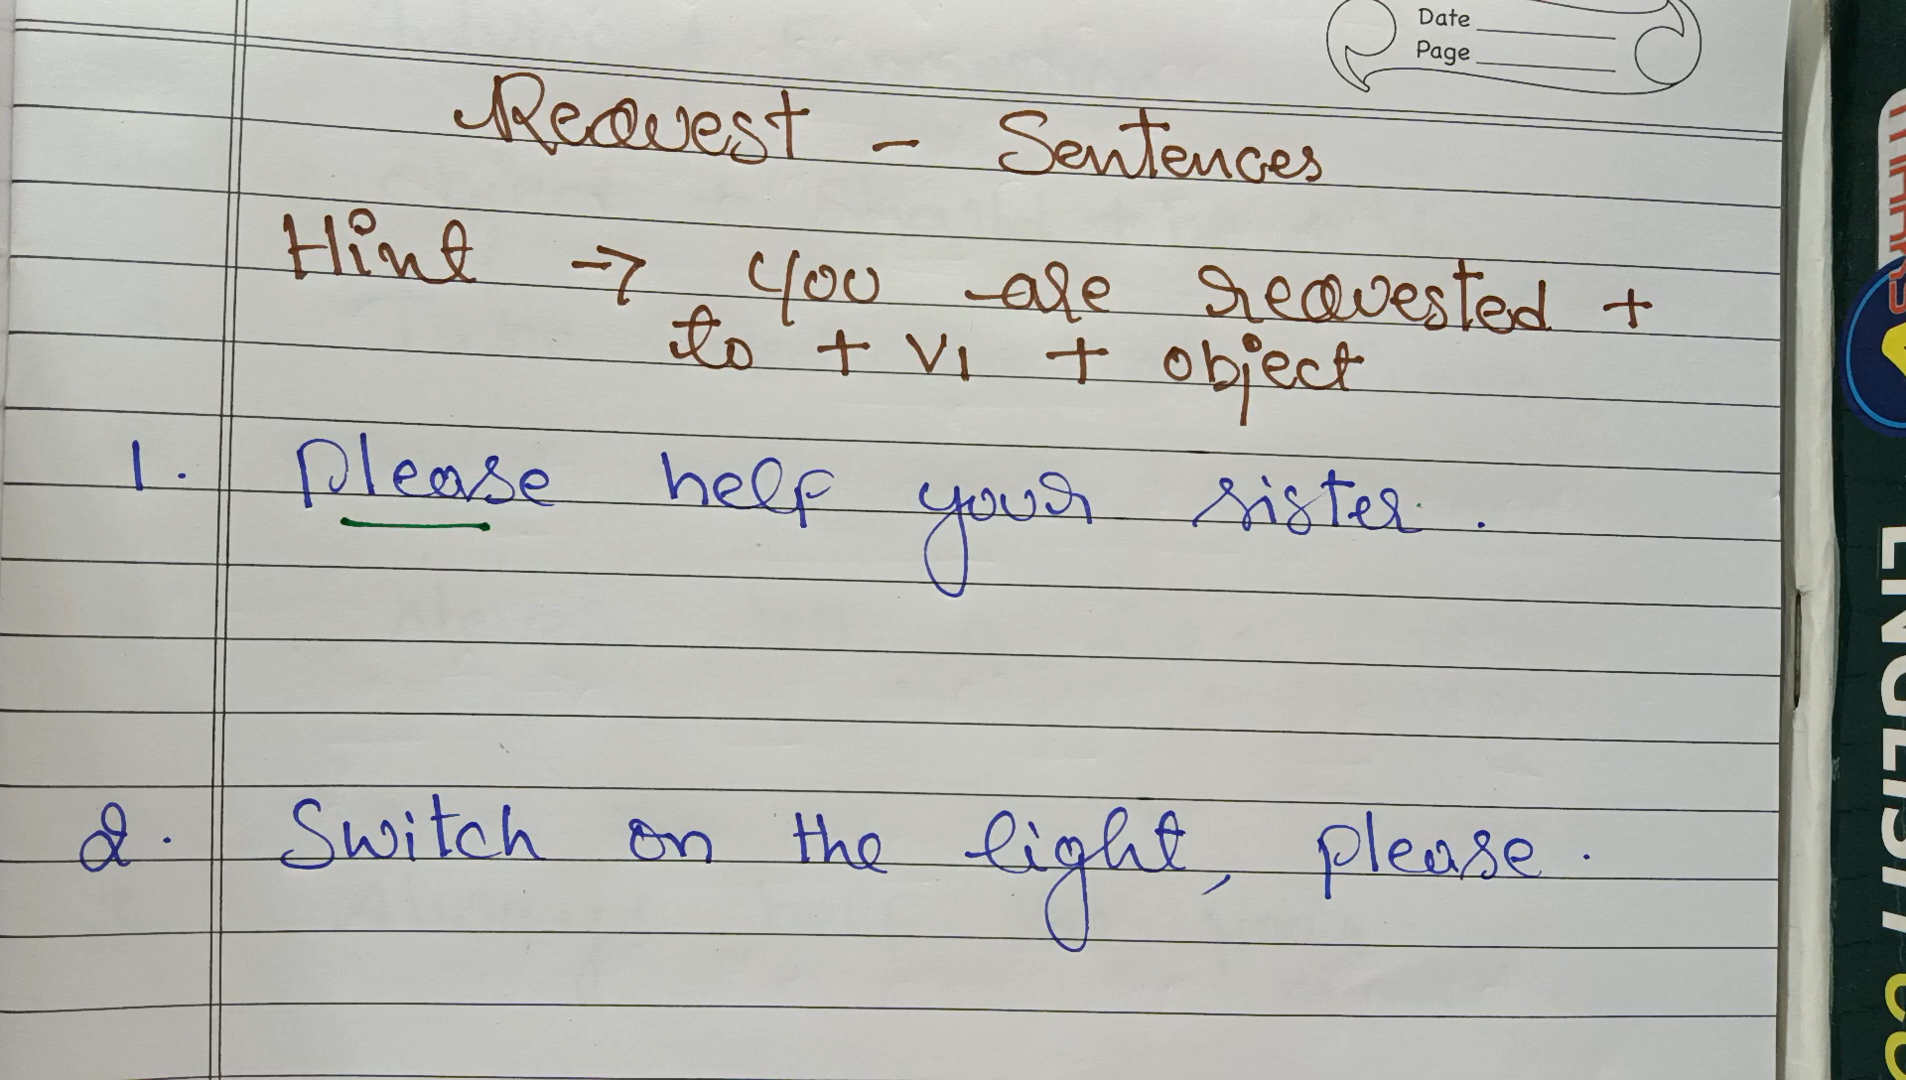 Date
Page
Request - Sentences
Hint → You are requested +
to + V1 + object
1. Please help your sister.
2. Switch on the light, please.
ENGLISH